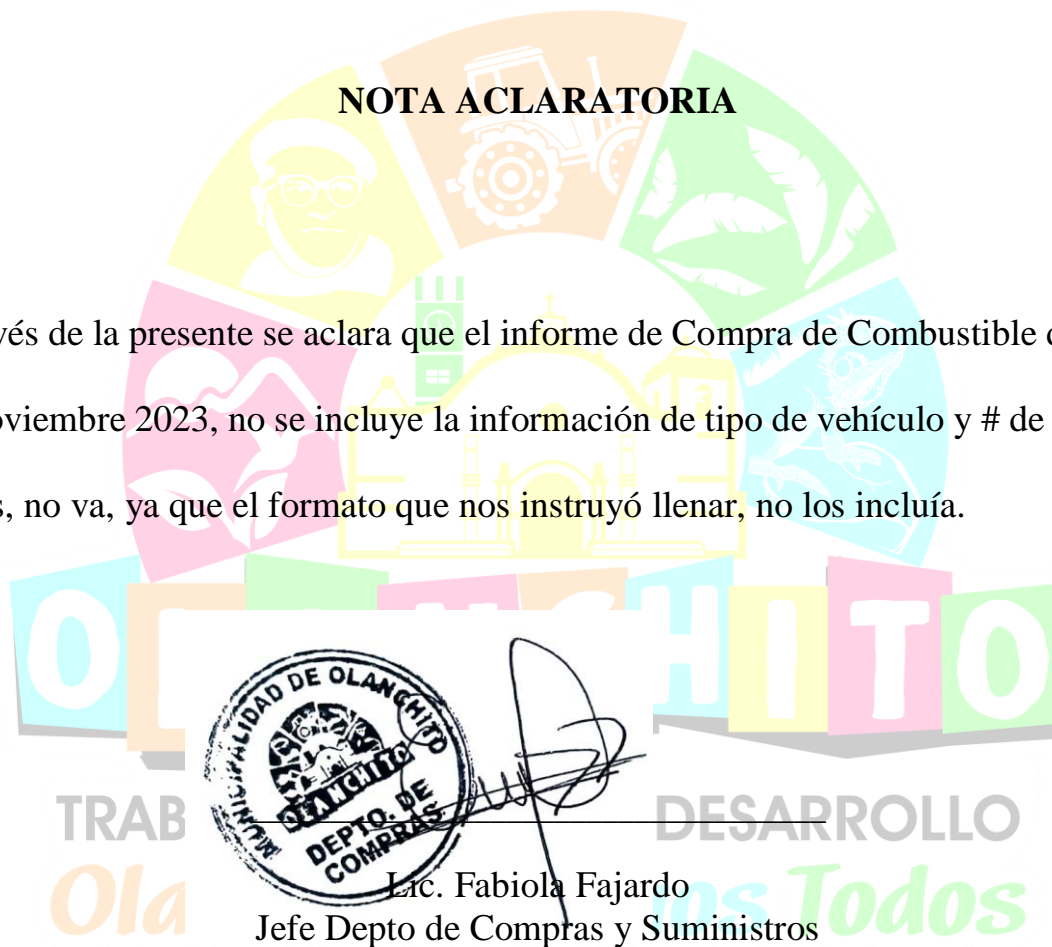 NOTA ACLARATORIA
vés de la presente se aclara que el informe de Compra de Combustible
oviembre 2023, no se incluye la información de tipo de vehículo y # de
s, no va, ya que el formato que nos instruyó llenar, no los incluía.
HITO
MUNICIPALIDAD DE OLANCHITO
OLANCHITO
DEPTO. DE
COMPRAS
TRAB DESARROLLO
Ola os Todos
Lic. Fabiola Fajardo
Jefe Depto de Compras y Suministros